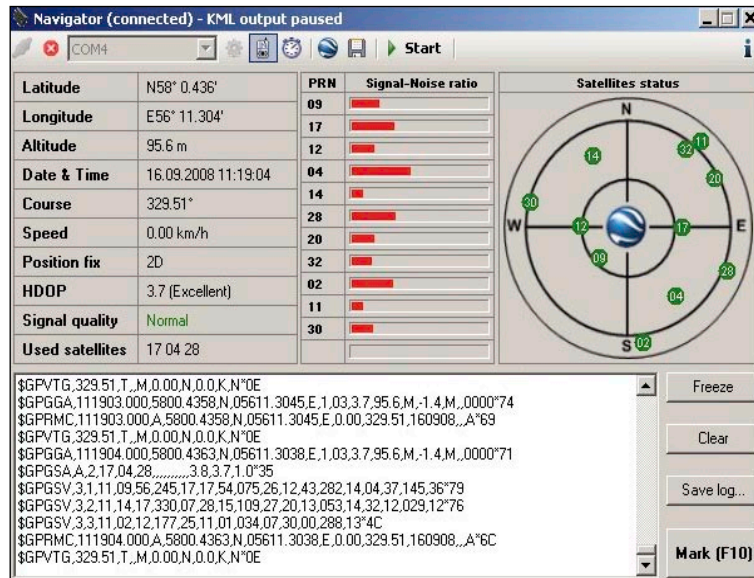 Navigator (connected) - KML output paused
COM4
Start
Latitude N58° 0.436'
Longitude E56° 11.304'
Altitude 95.6 m
Date & Time 16.09.2008 11:19:04
Course 329.51°
Speed 0.00 km/h
Position fix 2D
HDOP 3.7 (Excellent)
Signal quality Normal
Used satellites 17 04 28
PRN Signal-Noise ratio
09
17
12
04
14
28
20
32
02
11
30
Satellites status
N
11
32
14
20
30
W
12
17
E
09
28
04
S
02
$GPVTG,329.51,T,,M,0.00,N,0.0,K,N*0E
$GPGGA,111903.000,5800.4358,N,05611.3045,E,1,03,3.7,95.6,M,-1.4,M,,0000*74
$GPRMC,111903.000,A,5800.4358,N,05611.3045,E,0.00,329.51,160908,,,A*69
$GPVTG,329.51,T,,M,0.00,N,0.0,K,N*0E
$GPGGA,111904.000,5800.4363,N,05611.3038,E,1,03,3.7,95.6,M,-1.4,M,,0000*71
$GPGSA,A,2,17,04,28,,,,,,,,,,3.8,3.7,1.0*35
$GPGSV,3,1,11,09,56,245,17,17,54,075,26,12,43,282,14,04,37,145,36*79
$GPGSV,3,2,11,14,17,330,07,28,15,109,27,20,13,053,14,32,12,029,12*76
$GPGSV,3,3,11,02,12,177,25,11,01,034,07,30,00,288,13*4C
$GPRMC,111904.000,A,5800.4363,N,05611.3038,E,0.00,329.51,160908,,,A*6C
$GPVTG,329.51,T,,M,0.00,N,0.0,K,N*0E
Freeze
Clear
Save log...
Mark (F10)